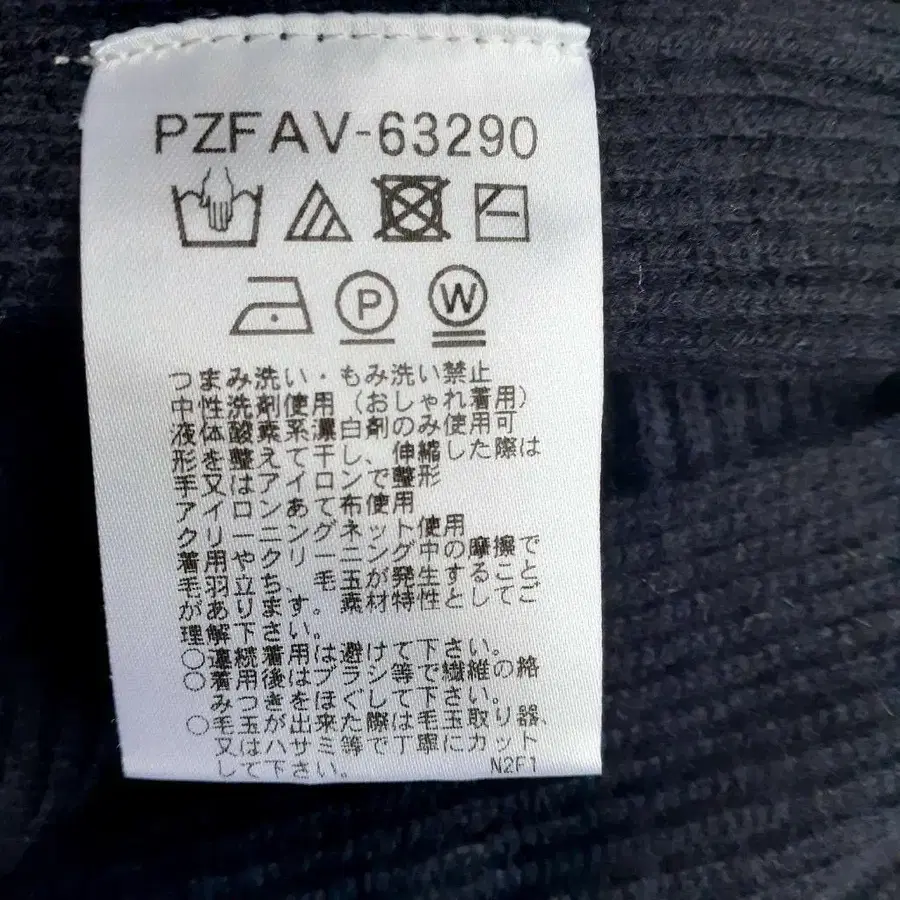 PZFAV-63290
P W
つまみ洗い・もみ洗い禁止
中性洗剤使用（おしゃれ着用）
液体酸素系漂白剤のみ使用可
形を整えて干し、伸縮した際は
手又はアイロンで整形
アイロンあて布使用
クリーニングネット使用
着用やクリーニング中の摩擦で
毛羽立ち、毛玉が発生することと
があります。素材特性としてご
理解下さい。
○連続着用は避けて下さい。
○着用後はブラシ等で繊維の絡
みつきをほぐして下さい。
○毛玉が出来た際は毛玉取り器、
又はハサミ等で丁寧にカット
して下さい。 N2F1